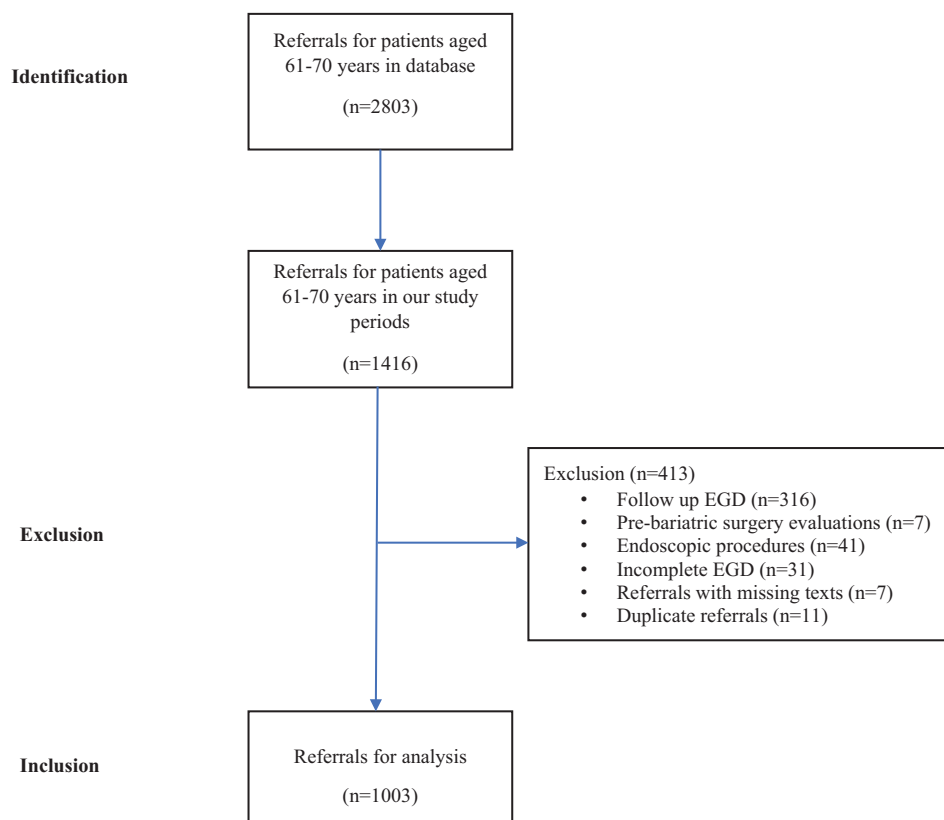 Identification
Referrals for patients aged
61-70 years in database
(n=2803)
Referrals for patients aged
61-70 years in our study
periods
(n=1416)
Exclusion
Exclusion (n=413)
• Follow up EGD (n=316)
• Pre-bariatric surgery evaluations (n=7)
• Endoscopic procedures (n=41)
• Incomplete EGD (n=31)
• Referrals with missing texts (n=7)
• Duplicate referrals (n=11)
Inclusion
Referrals for analysis
(n=1003)